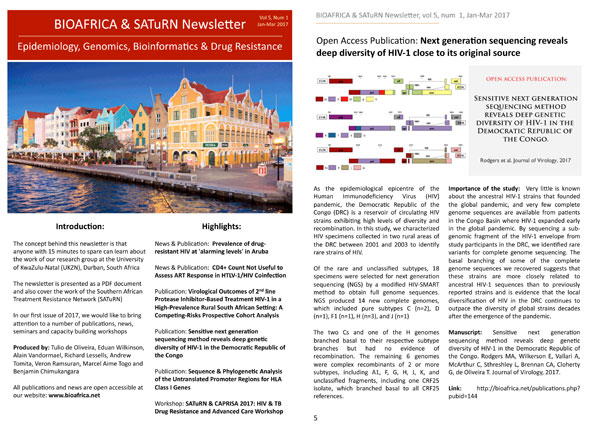 BIOAFRICA & SATuRN Newsletter
Vol 5, Num 1
Jan-Mar 2017
Epidemiology, Genomics, Bioinformatics & Drug Resistance
Introduction:
The concept behind this newsletter is that
anyone with 15 minutes to spare can learn about
the work of our research group at the University
of KwaZulu-Natal (UKZN), Durban, South Africa
The newsletter is presented as a PDF document
and also cover the work of the Southern African
Treatment Resistance Network (SATuRN)
In our first issue of 2017, we would like to bring
attention to a number of publications, news,
seminars and capacity building workshops
Produced by: Tulio de Oliveira, Eduan Wilkinson,
Alain Vandormael, Richard Lessells, Andrew
Tomita, Veron Ramsuran, Marcel Aime Togo and
Benjamin Chimukangara
All publications and news are open accessible at
our website: www.bioafrica.net
Highlights:
News & Publication: Prevalence of drug-
resistant HIV at 'alarming levels' in Aruba
News & Publication: CD4+ Count Not Useful to
Assess ART Response in HTLV-1/HIV Coinfection
Publication: Virological Outcomes of 2nd line
Protease Inhibitor-Based Treatment HIV-1 in a
High-Prevalence Rural South African Setting: A
Competing-Risks Prospective Cohort Analysis
Publication: Sensitive next generation
sequencing method reveals deep genetic
diversity of HIV-1 in the Democratic Republic of
the Congo
Publication: Sequence & Phylogenetic Analysis
of the Untranslated Promoter Regions for HLA
Class I Genes
Workshop: SATuRN & CAPRISA 2017: HIV & TB
Drug Resistance and Advanced Care Workshop
BIOAFRICA & SATuRN Newsletter, vol 5, num 1, Jan-Mar 2017
Open Access Publication: Next generation sequencing reveals
deep diversity of HIV-1 close to its original source
OPEN ACCESS PUBLICATION:
SENSITIVE NEXT GENERATION
SEQUENCING METHOD
REVEALS DEEP GENETIC
DIVERSITY OF HIV-1 IN THE
DEMOCRATIC REPUBLIC OF
THE CONGO.
Rodgers et al. Journal of Virology, 2017
As the epidemiological epicentre of the
Human Immunodeficiency Virus (HIV)
pandemic, the Democratic Republic of the
Congo (DRC) is a reservoir of circulating HIV
strains exhibiting high levels of diversity and
recombination. In this study, we characterized
HIV specimens collected in two rural areas of
the DRC between 2001 and 2003 to identify
rare strains of HIV.
Of the rare and unclassified subtypes, 18
specimens were selected for next generation
sequencing (NGS) by a modified HIV-SMART
method to obtain full genome sequences.
NGS produced 14 new complete genomes,
which included pure subtypes C (n=2), D
(n=1), F1 (n=1), H (n=3), and J (n=1)
The two Cs and one of the H genomes
branched basal to their respective subtype
branches but had no evidence of
recombination. The remaining 6 genomes
were complex recombinants of 2 or more
subtypes, including A1, F, G, H, J, K, and
unclassified fragments, including one CRF25
isolate, which branched basal to all CRF25
references.
Importance of the study: Very little is known
about the ancestral HIV-1 strains that founded
the global pandemic, and very few complete
genome sequences are available from patients
in the Congo Basin where HIV-1 expanded early
in the global pandemic. By sequencing a sub-
genomic fragment of the HIV-1 envelope from
study participants in the DRC, we identified rare
variants for complete genome sequencing. The
basal branching of some of the complete
genome sequences we recovered suggests that
these strains are more closely related to
ancestral HIV-1 sequences than to previously
reported strains and is evidence that the local
diversification of HIV in the DRC continues to
outpace the diversity of global strains decades
after the emergence of the pandemic.
Manuscript: Sensitive next generation
sequencing method reveals deep genetic
diversity of HIV-1 in the Democratic Republic of
the Congo. Rodgers MA, Wilkerson E, Vallari A,
McArthur C, Sthreshley L, Brennan CA, Cloherty
G, de Oliveira T. Journal of Virology, 2017.
Link: http://bioafrica.net/publications.php?
pubid=144
5